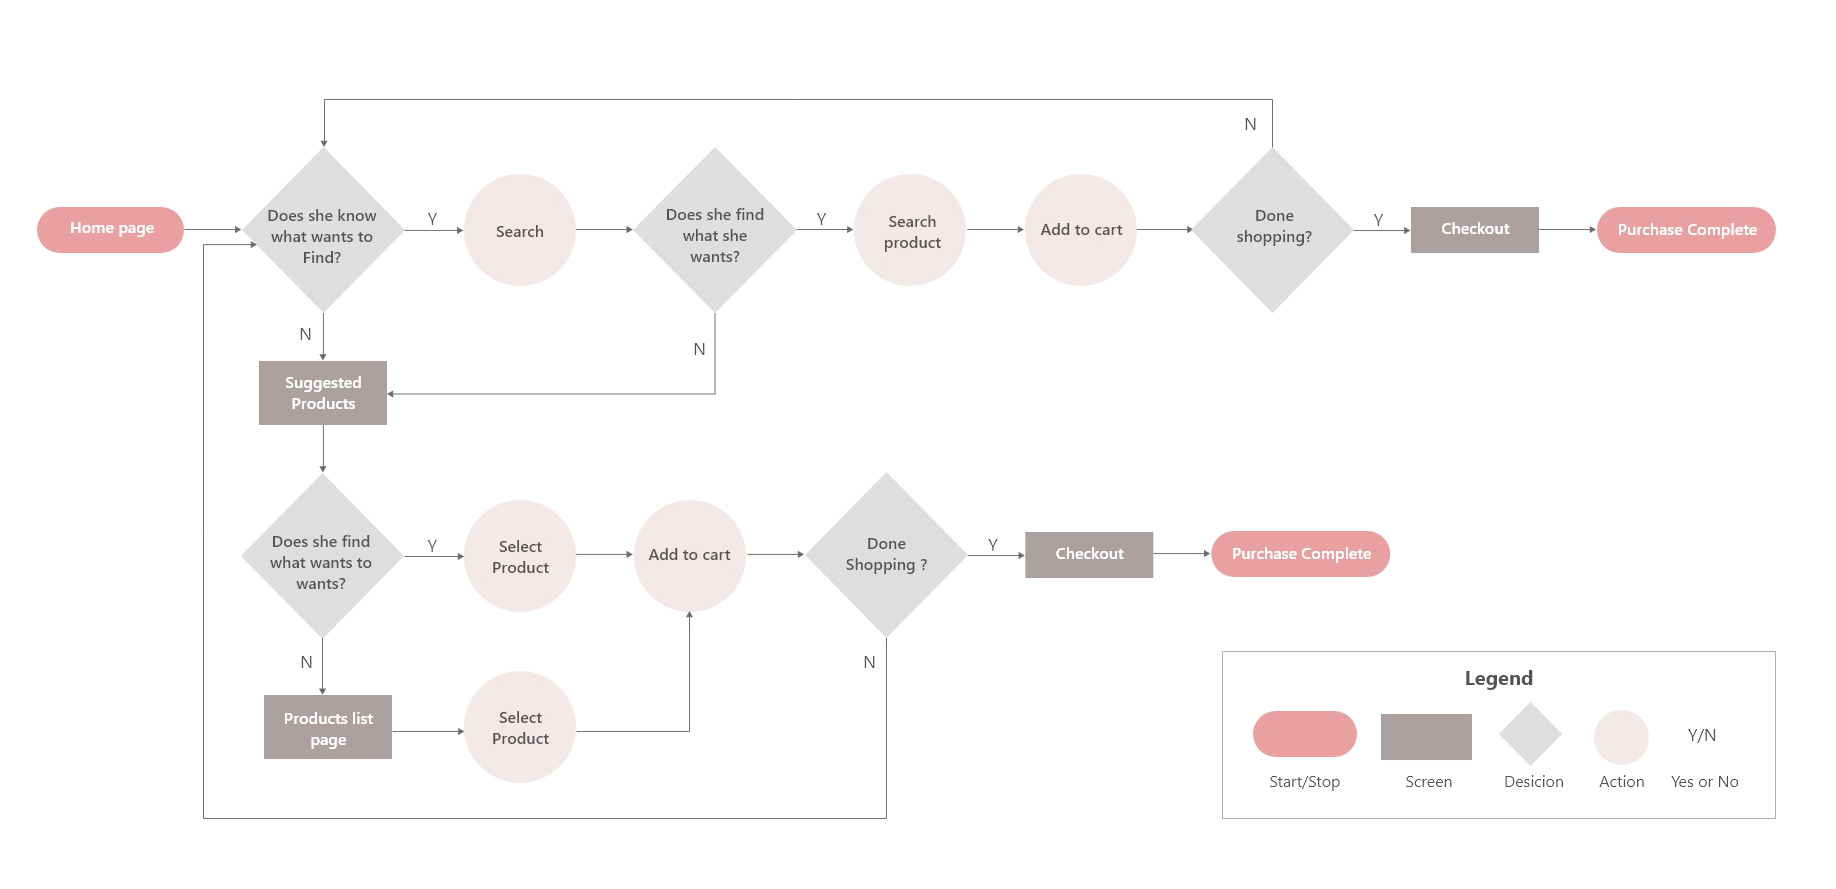 N
Home page
Does she know
what wants to
Find?
Y
Search
Does she find
what she
wants?
Y
Search
product
Add to cart
Done
shopping?
Y
Checkout
Purchase Complete
N
N
Suggested
Products
Does she find
what wants to
wants?
Y
Select
Product
Add to cart
Done
Shopping ?
Y
Checkout
Purchase Complete
N
N
Products list
page
Select
Product
Legend
Y/N
Start/Stop
Screen
Desicion
Action
Yes or No